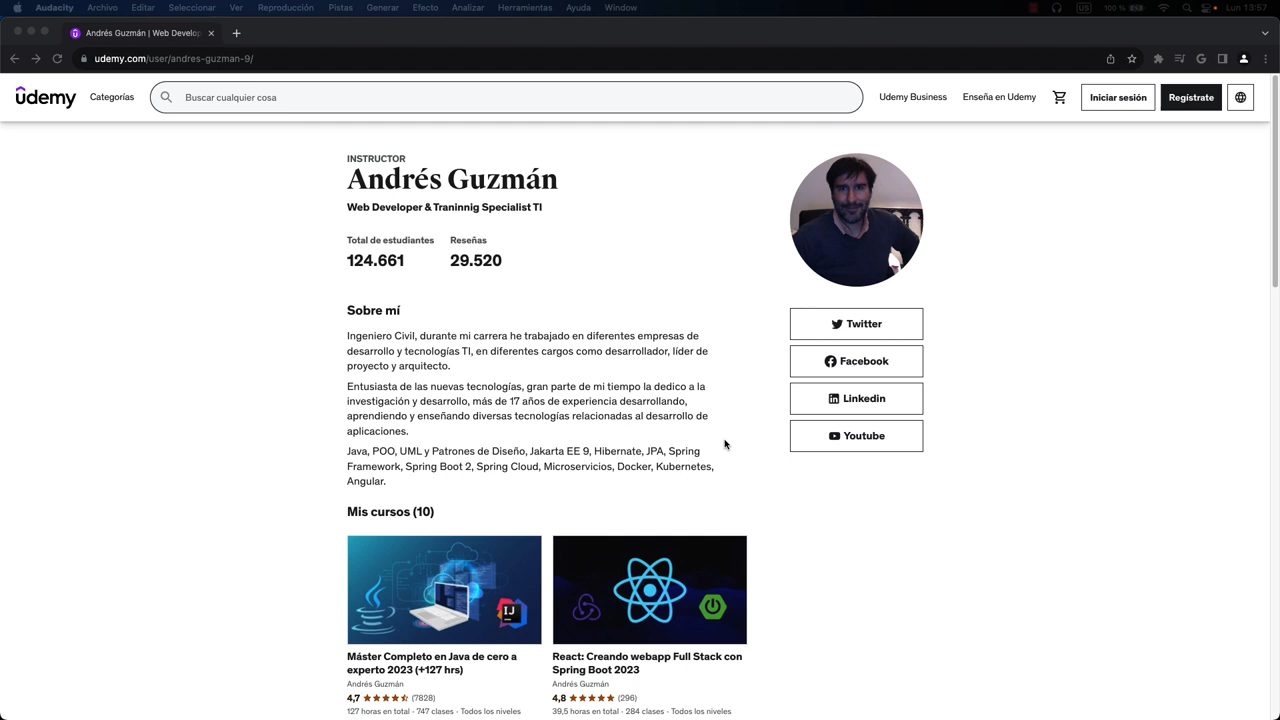 Audacity Archivo Editar Seleccionar Ver Reproducción Pistas Generar Efecto Analizar Herramientas Ayuda Window US 100 % Lun 13:57
Andrés Guzmán | Web Develop
udemy.com/user/andres-guzman-9/
udemy Categorías Buscar cualquier cosa Udemy Business Enseña en Udemy Iniciar sesión Regístrate
INSTRUCTOR
Andrés Guzmán
Web Developer & Traninnig Specialist TI
Total de estudiantes Reseñas
124.661 29.520
Sobre mí
Ingeniero Civil, durante mi carrera he trabajado en diferentes empresas de
desarrollo y tecnologías TI, en diferentes cargos como desarrollador, líder de
proyecto y arquitecto.
Entusiasta de las nuevas tecnologías, gran parte de mi tiempo la dedico a la
investigación y desarrollo, más de 17 años de experiencia desarrollando,
aprendiendo y enseñando diversas tecnologías relacionadas al desarrollo de
aplicaciones.
Java, POO, UML y Patrones de Diseño, Jakarta EE 9, Hibernate, JPA, Spring
Framework, Spring Boot 2, Spring Cloud, Microservicios, Docker, Kubernetes,
Angular.
Twitter
Facebook
Linkedin
Youtube
Mis cursos (10)
IJ
Máster Completo en Java de cero a
experto 2023 (+127 hrs)
Andrés Guzmán
4,7 (7828)
127 horas en total · 747 clases · Todos los niveles
React: Creando webapp Full Stack con
Spring Boot 2023
Andrés Guzmán
4,8 (296)
39,5 horas en total · 284 clases · Todos los niveles